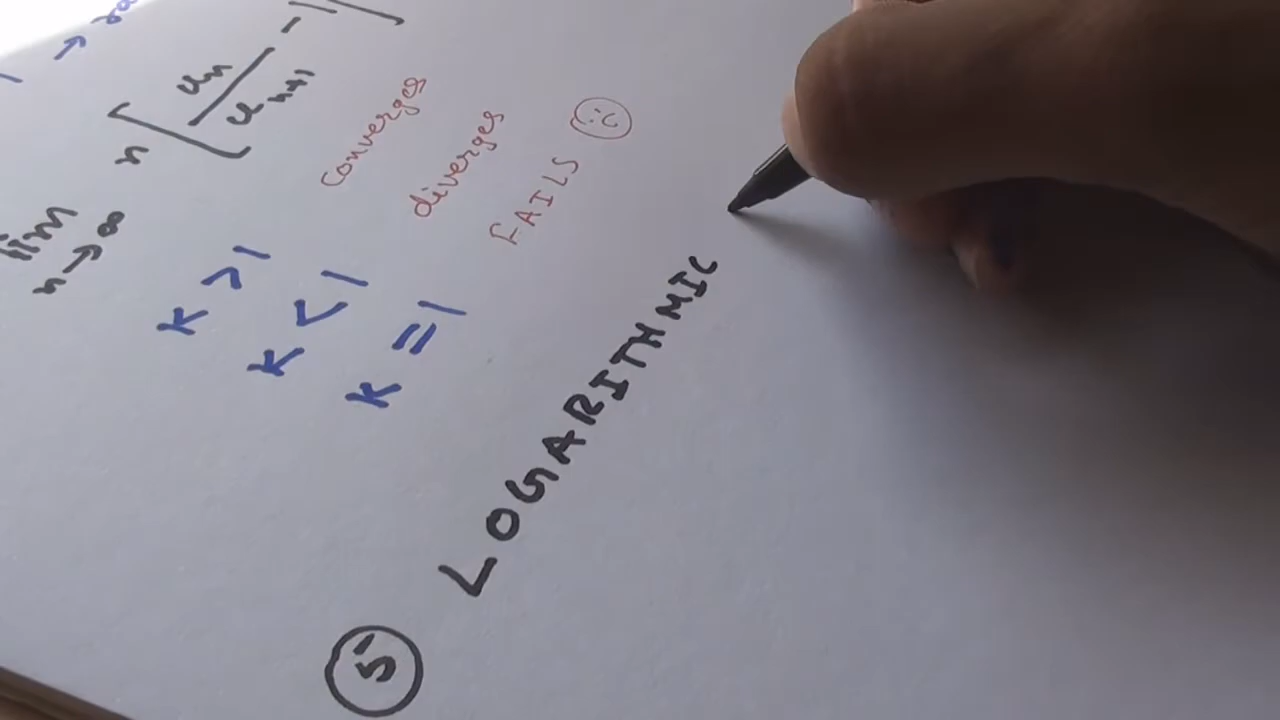 lim n→∞ n [ un / un+1 - 1 ]
K > 1 converges
K < 1 diverges
K = 1 FAILS
5 LOGARITHMIC